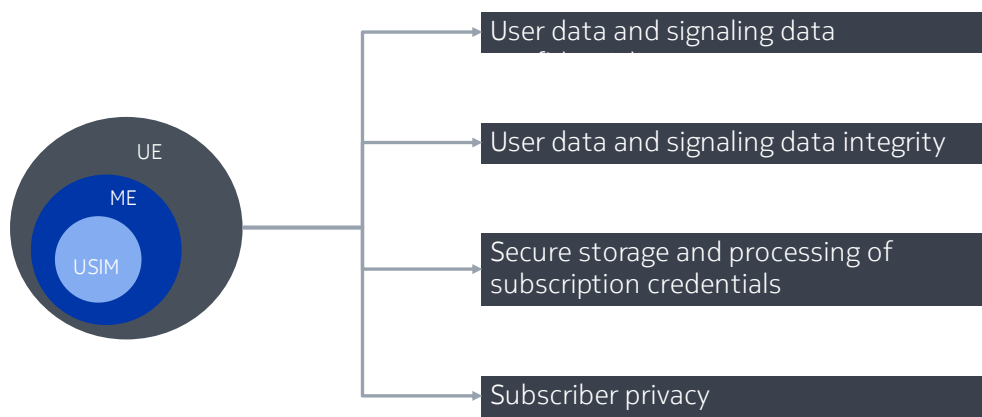 User data and signaling data
UE
User data and signaling data integrity
ME
USIM
Secure storage and processing of
subscription credentials
Subscriber privacy